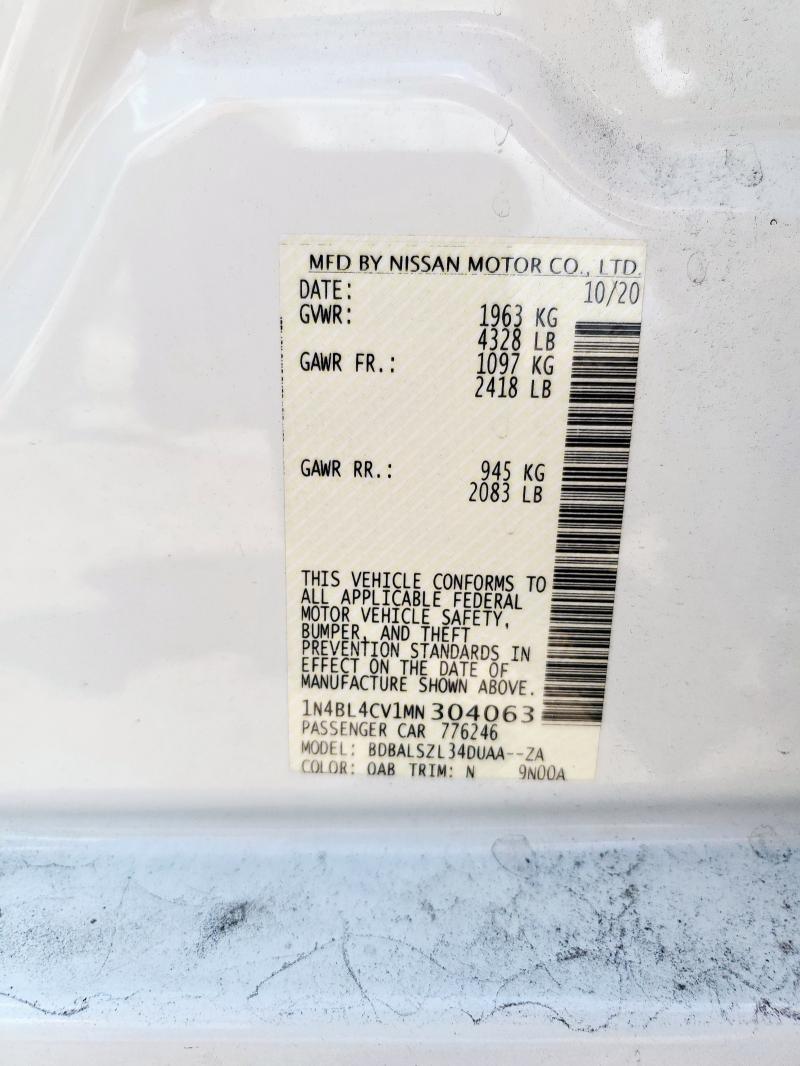 MFD BY NISSAN MOTOR CO., LTD.
DATE: 10/20
GVWR: 1963 KG
4328 LB
GAWR FR.: 1097 KG
2418 LB
GAWR RR.: 945 KG
2083 LB
THIS VEHICLE CONFORMS TO
ALL APPLICABLE FEDERAL
MOTOR VEHICLE SAFETY,
BUMPER, AND THEFT
PREVENTION STANDARDS IN
EFFECT ON THE DATE OF
MANUFACTURE SHOWN ABOVE.
1N4BL4CV1MN304063
PASSENGER CAR 776246
MODEL: BDBALSZL34DUAA--ZA
COLOR: QAB TRIM: N 9N00A